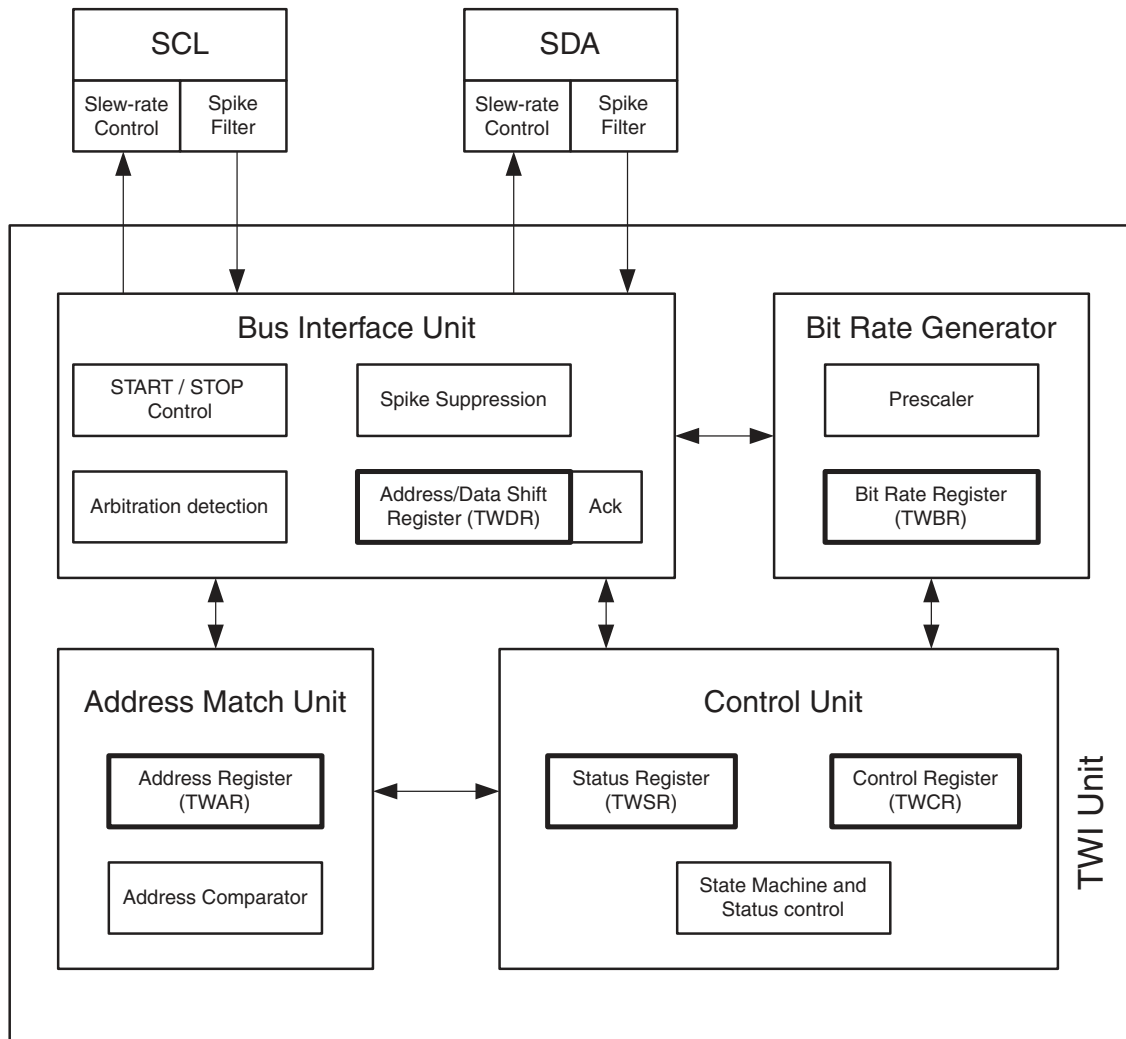 SCL
SDA
Slew-rate
Control
Spike
Filter
Slew-rate
Control
Spike
Filter
Bus Interface Unit
START / STOP
Control
Spike Suppression
Arbitration detection
Address/Data Shift
Register (TWDR)
Ack
Bit Rate Generator
Prescaler
Bit Rate Register
(TWBR)
Address Match Unit
Address Register
(TWAR)
Address Comparator
Control Unit
Status Register
(TWSR)
Control Register
(TWCR)
State Machine and
Status control
TWI Unit